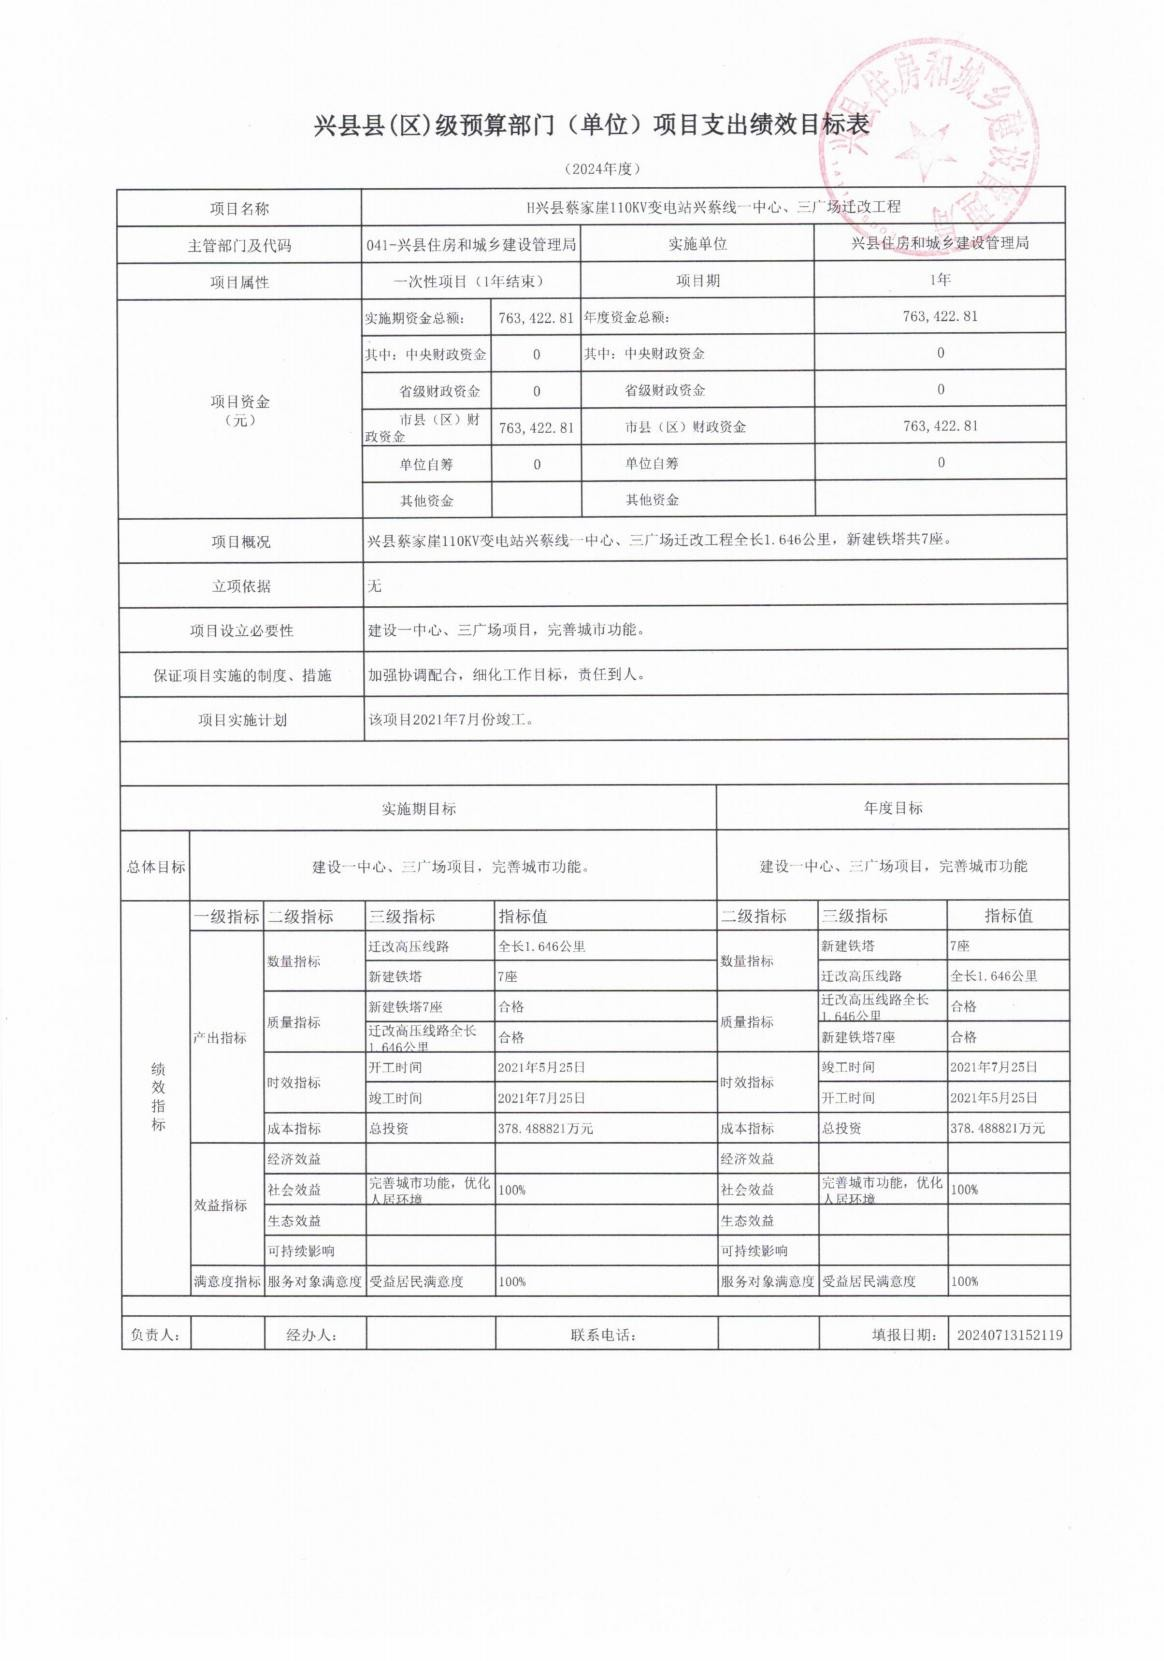 兴县县(区)级预算部门（单位）项目支出绩效目标表
（2024年度）
兴县住房和城乡建设管理局
项目名称 H兴县蔡家崖110KV变电站兴蔡线一中心、三广场迁改工程
主管部门及代码 041-兴县住房和城乡建设管理局 实施单位 兴县住房和城乡建设管理局
项目属性 一次性项目（1年结束） 项目期 1年
项目资金
（元）
实施期资金总额： 763,422.81 年度资金总额： 763,422.81
其中：中央财政资金 0 其中：中央财政资金 0
省级财政资金 0 省级财政资金 0
市县（区）财
政资金 763,422.81 市县（区）财政资金 763,422.81
单位自筹 0 单位自筹 0
其他资金 其他资金
项目概况 兴县蔡家崖110KV变电站兴蔡线一中心、三广场迁改工程全长1.646公里，新建铁塔共7座。
立项依据 无
项目设立必要性 建设一中心、三广场项目，完善城市功能。
保证项目实施的制度、措施 加强协调配合，细化工作目标，责任到人。
项目实施计划 该项目2021年7月份竣工。
实施期目标 年度目标
总体目标 建设一中心、三广场项目，完善城市功能。 建设一中心、三广场项目，完善城市功能
绩
效
指
标
一级指标 二级指标 三级指标 指标值 二级指标 三级指标 指标值
产出指标
数量指标 迁改高压线路 全长1.646公里 数量指标 新建铁塔 7座
新建铁塔 7座 迁改高压线路 全长1.646公里
质量指标 新建铁塔7座 合格 质量指标 迁改高压线路全长
1.646公里 合格
迁改高压线路全长
1.646公里 合格 新建铁塔7座 合格
时效指标 开工时间 2021年5月25日 时效指标 竣工时间 2021年7月25日
竣工时间 2021年7月25日 开工时间 2021年5月25日
成本指标 总投资 378.488821万元 成本指标 总投资 378.488821万元
效益指标
经济效益 经济效益
社会效益 完善城市功能，优化
人居环境 100% 社会效益 完善城市功能，优化
人居环境 100%
生态效益 生态效益
可持续影响 可持续影响
满意度指标 服务对象满意度 受益居民满意度 100% 服务对象满意度 受益居民满意度 100%
负责人： 经办人： 联系电话： 填报日期： 20240713152119